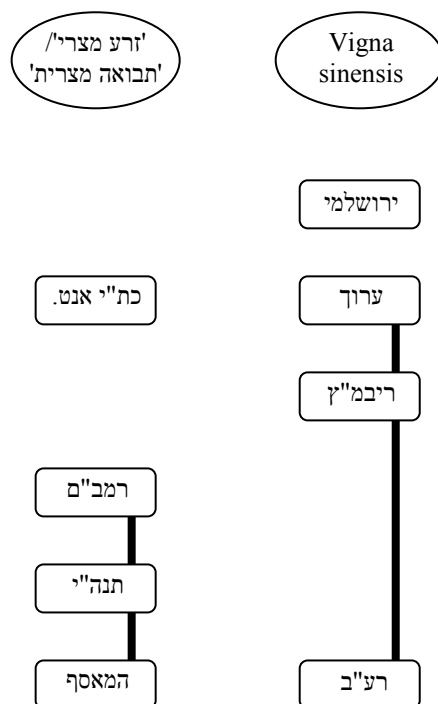 'זרע מצרי'/
'תבואה מצרית'
Vigna
sinensis
ירושלמי
כת"י אנט.
ערוך
ריבמ"ץ
רמב"ם
תנה"י
המאסף
רע"ב